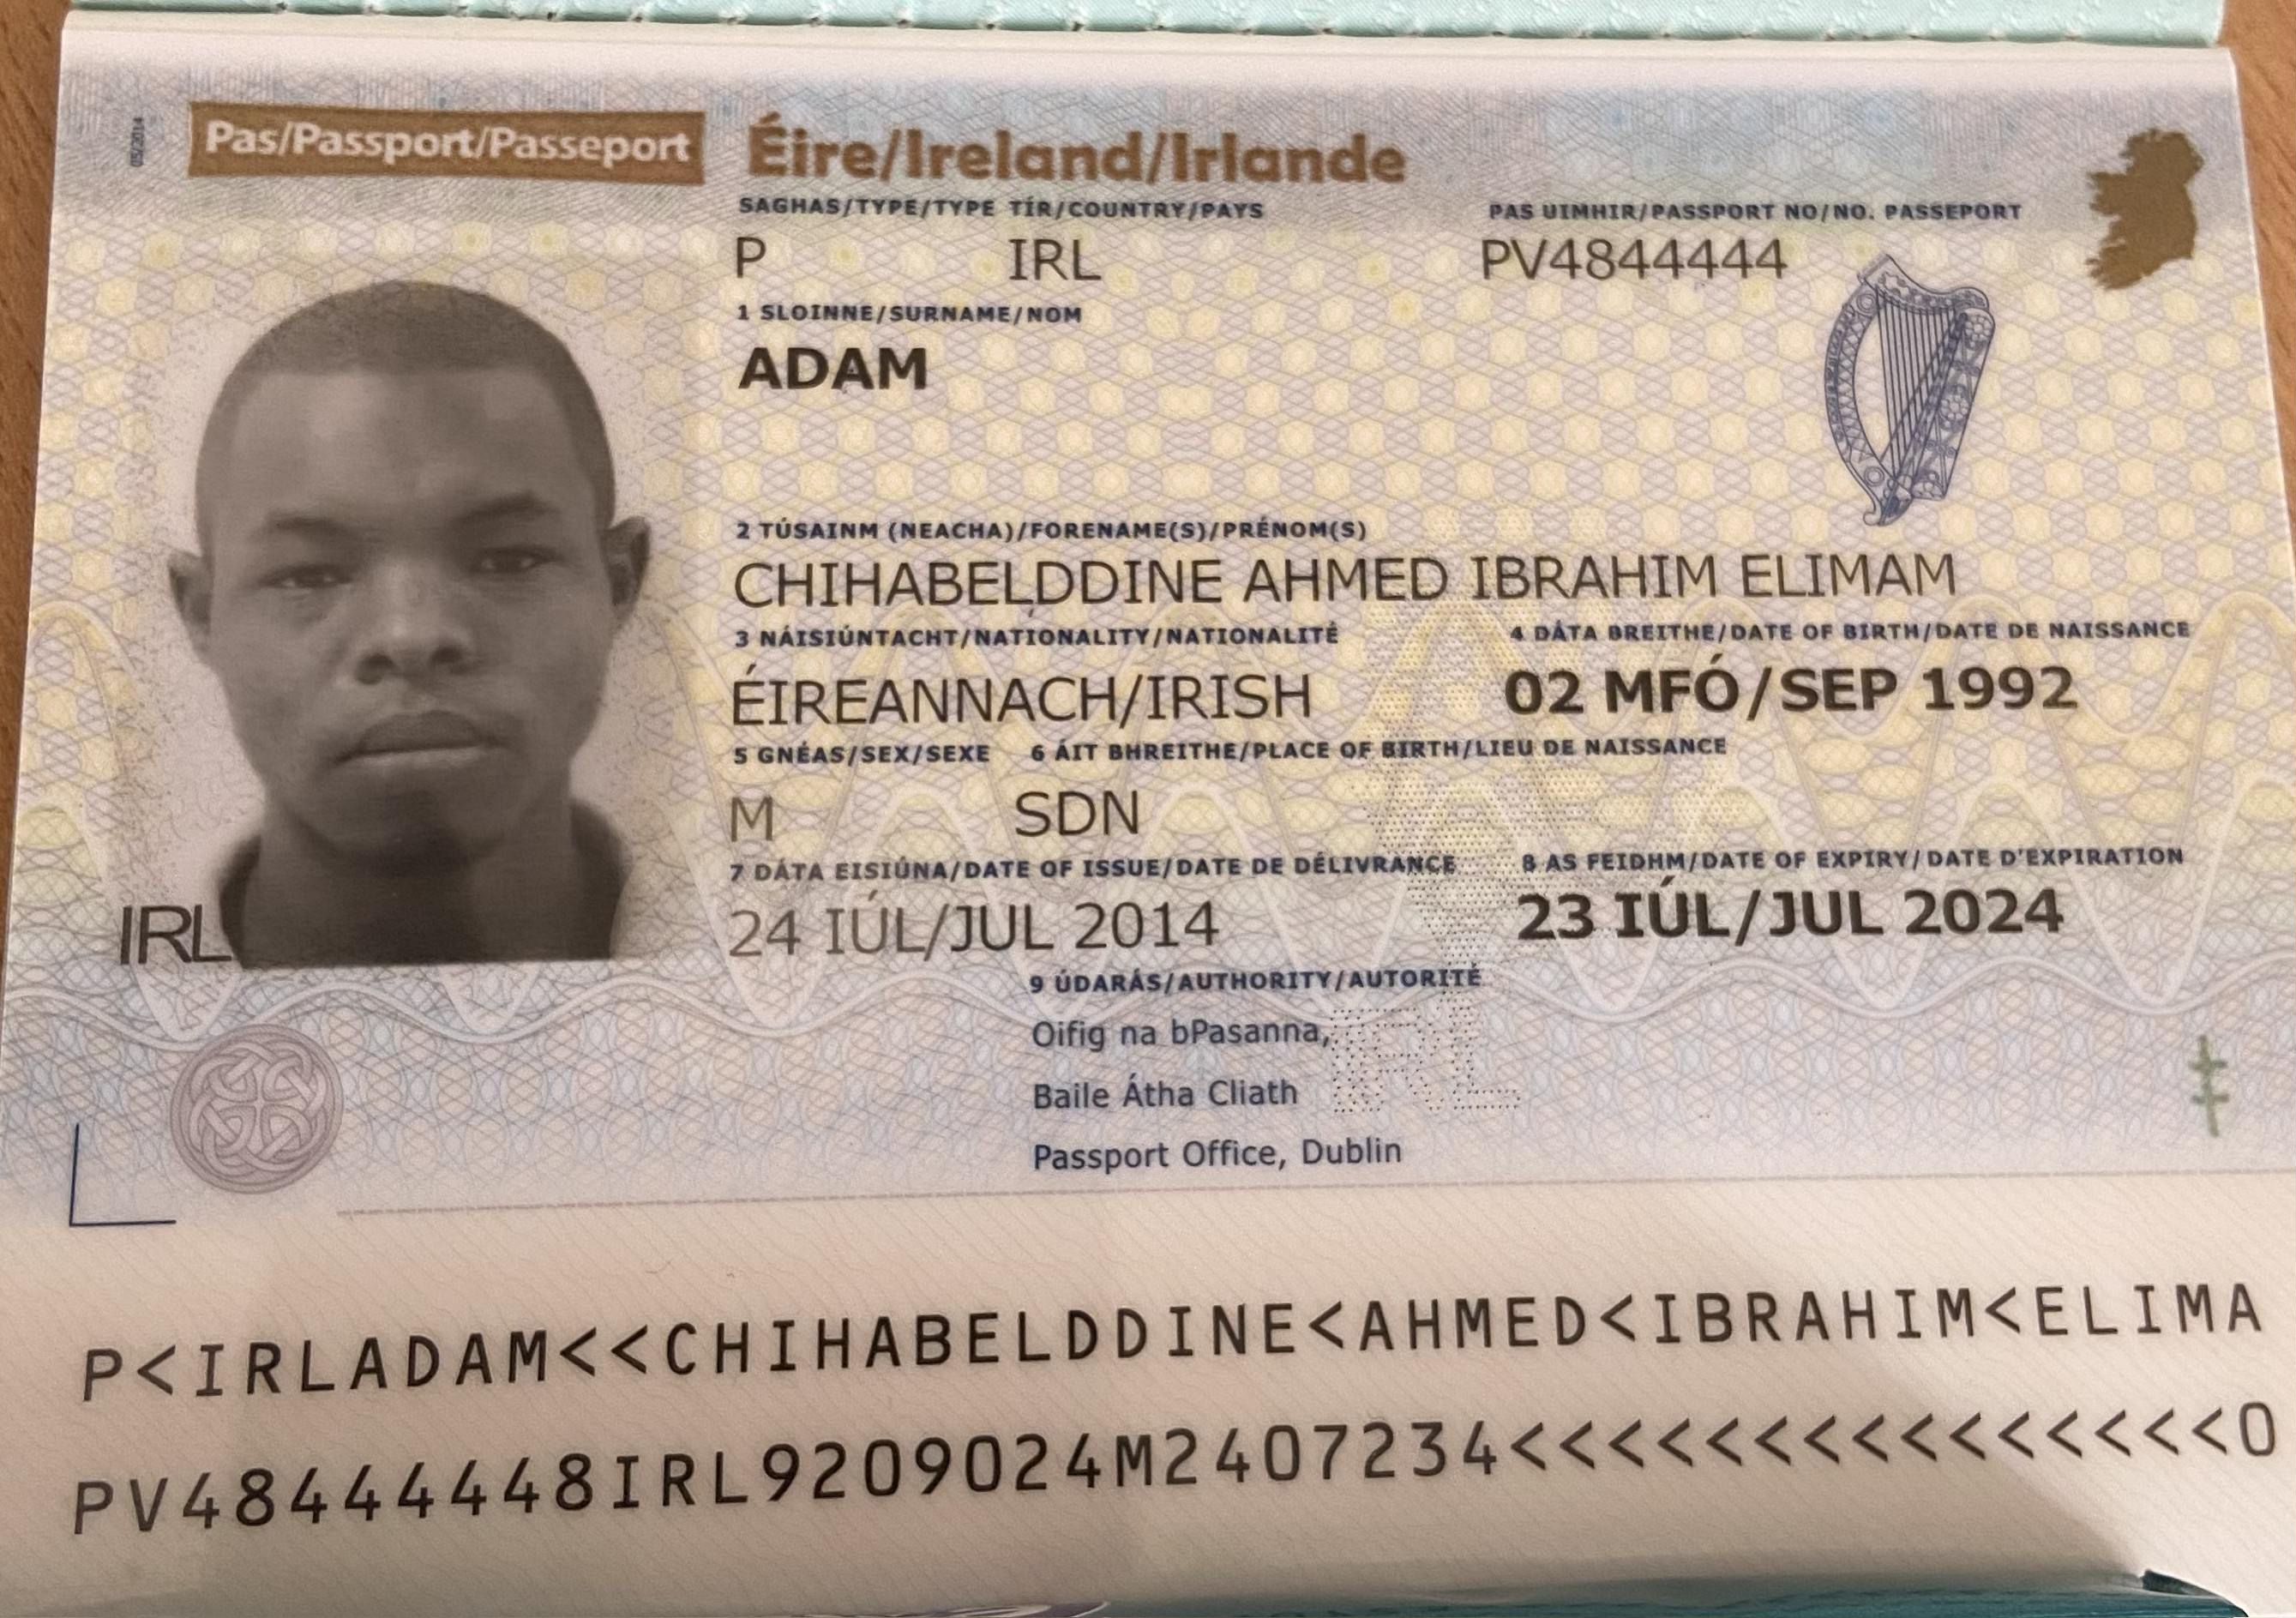 05/2014
Pas/Passport/Passeport Éire/Ireland/Irlande
SAGHAS/TYPE/TYPE TÍR/COUNTRY/PAYS PAS UIMHIR/PASSPORT NO/NO. PASSEPORT
P IRL PV4844444
1 SLOINNE/SURNAME/NOM
ADAM
2 TÚSAINM (NEACHA)/FORENAME(S)/PRÉNOM(S)
CHIHABELDDINE AHMED IBRAHIM ELIMAM
3 NÁISIÚNTACHT/NATIONALITY/NATIONALITÉ 4 DÁTA BREITHE/DATE OF BIRTH/DATE DE NAISSANCE
ÉIREANNACH/IRISH 02 MFÓ/SEP 1992
5 GNÉAS/SEX/SEXE 6 ÁIT BHREITHE/PLACE OF BIRTH/LIEU DE NAISSANCE
M SDN
7 DÁTA EISIÚNA/DATE OF ISSUE/DATE DE DÉLIVRANCE 8 AS FEIDHM/DATE OF EXPIRY/DATE D'EXPIRATION
IRL 24 IÚL/JUL 2014 23 IÚL/JUL 2024
9 ÚDARÁS/AUTHORITY/AUTORITÉ
Oifig na bPasanna,
IRL
Baile Átha Cliath
Passport Office, Dublin
P<IRLADAM<<CHIHABELDDINE<AHMED<IBRAHIM<ELIMA
PV48444448IRL9209024M2407234<<<<<<<<<<<<<<<0